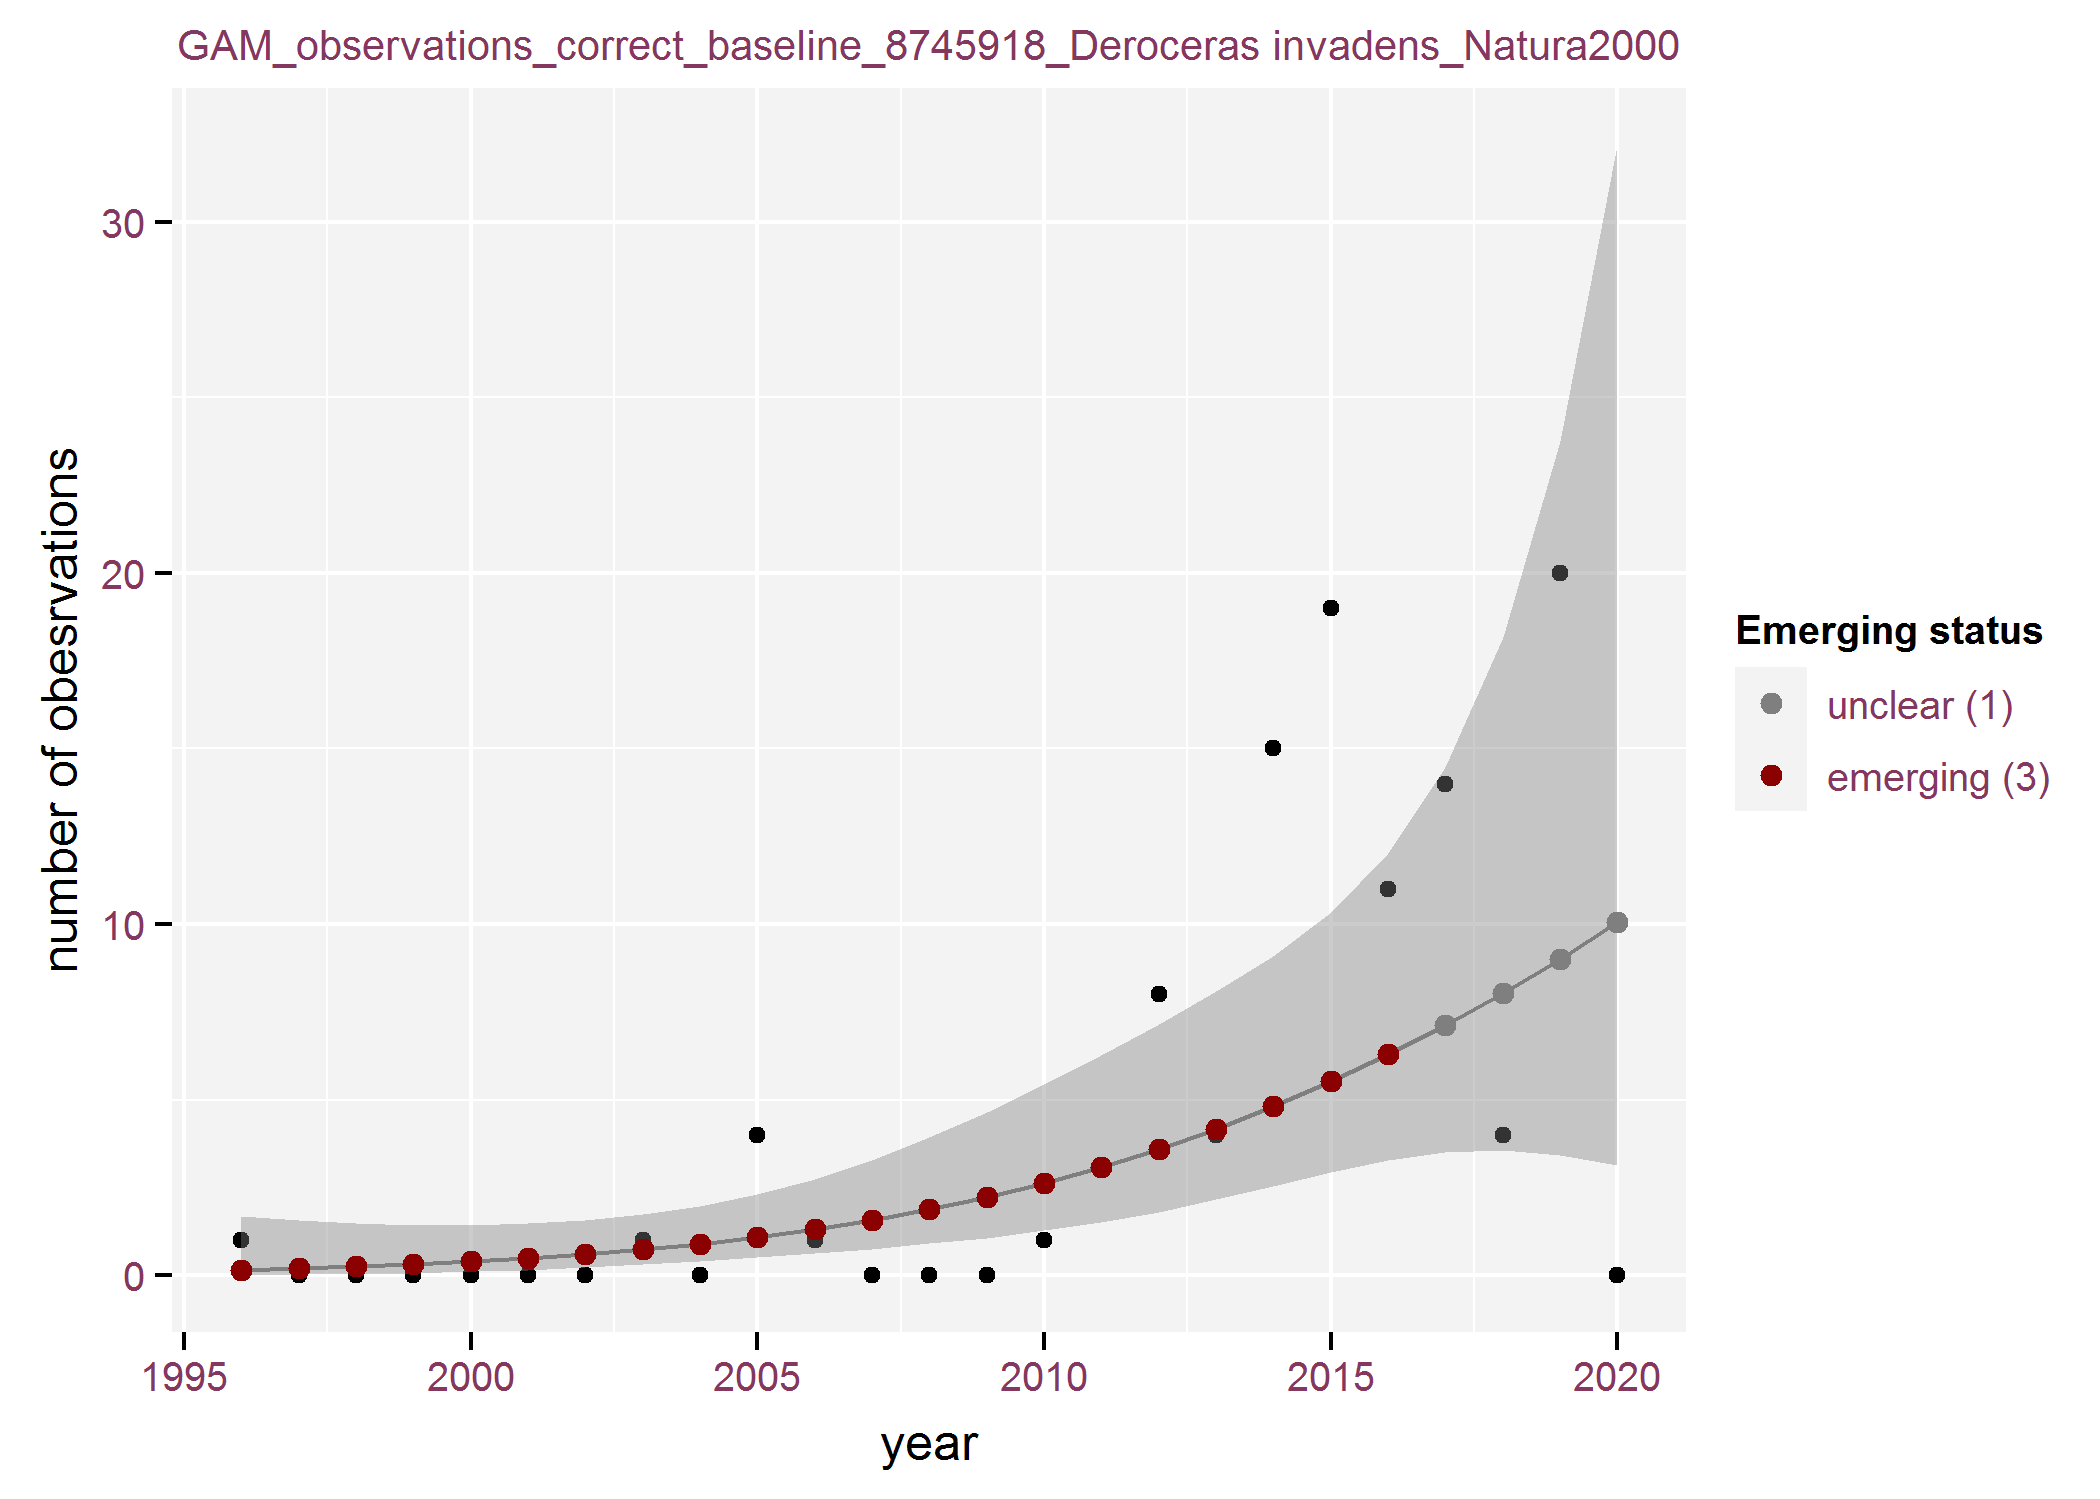 GAM_observations_correct_baseline_8745918_Deroceras invadens_Natura2000
number of obesrvations
30
20
10
0
1995 2000 2005 2010 2015 2020
year
Emerging status
unclear (1)
emerging (3)